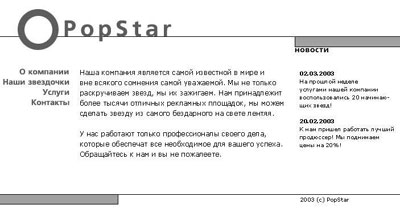 PopStar
О компании
Наши звездочки
Услуги
Контакты
Наша компания является самой известной в мире и
вне всякого сомнения самой уважаемой. Мы не только
раскручиваем звезд, мы их зажигаем. Нам принадлежит
более тысячи отличных рекламных площадок, мы можем
сделать звезду из самого бездарного на свете лентяя.
У нас работают только профессионалы своего дела,
которые обеспечат все необходимое для вашего успеха.
Обращайтесь к нам и вы не пожалеете.
НОВОСТИ
02.03.2003
На прошлой неделе
услугами нашей компании
воспользовались 20 начинаю-
щих звезд!
20.02.2003
К нам пришел работать лучший
продюссер! Мы поднимаем
цены на 20%!
2003 (c) PopStar